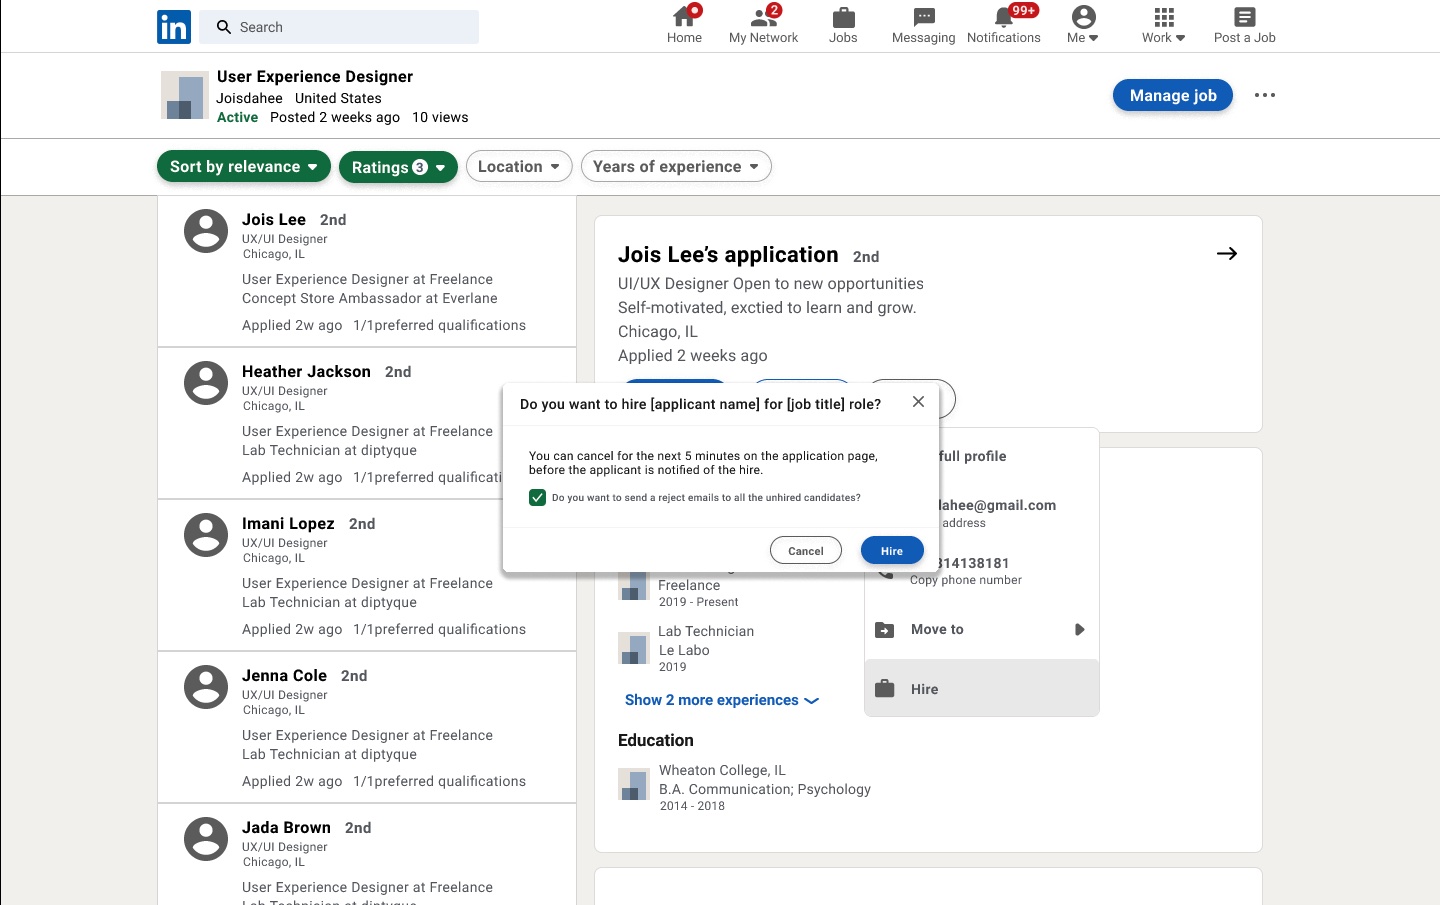 in
Search
Home
2
My Network
Jobs
Messaging
99+
Notifications
Me
Work
Post a Job
User Experience Designer
Joisdahee United States
Active Posted 2 weeks ago 10 views
Manage job
Sort by relevance
Ratings 3
Location
Years of experience
Jois Lee 2nd
UX/UI Designer
Chicago, IL
User Experience Designer at Freelance
Concept Store Ambassador at Everlane
Applied 2w ago 1/1preferred qualifications
Heather Jackson 2nd
UX/UI Designer
Chicago, IL
User Experience Designer at Freelance
Lab Technician at diptyque
Applied 2w ago 1/1preferred
Imani Lopez 2nd
UX/UI Designer
Chicago, IL
User Experience Designer at Freelance
Lab Technician at diptyque
Applied 2w ago 1/1preferred qualifications
Jenna Cole 2nd
UX/UI Designer
Chicago, IL
User Experience Designer at Freelance
Lab Technician at diptyque
Applied 2w ago 1/1preferred qualifications
Jada Brown 2nd
UX/UI Designer
Chicago, IL
User Experience Designer at Freelance
Lab Technician at diptyque
Jois Lee’s application 2nd
UI/UX Designer Open to new opportunities
Self-motivated, exctied to learn and grow.
Chicago, IL
Applied 2 weeks ago
Do you want to hire [applicant name] for [job title] role?
You can cancel for the next 5 minutes on the application page,
before the applicant is notified of the hire.
Do you want to send a reject emails to all the unhired candidates?
Cancel
Hire
full profile
dahee@gmail.com
address
314138181
Copy phone number
Move to
Hire
Freelance
2019 - Present
Lab Technician
Le Labo
2019
Show 2 more experiences
Education
Wheaton College, IL
B.A. Communication; Psychology
2014 - 2018